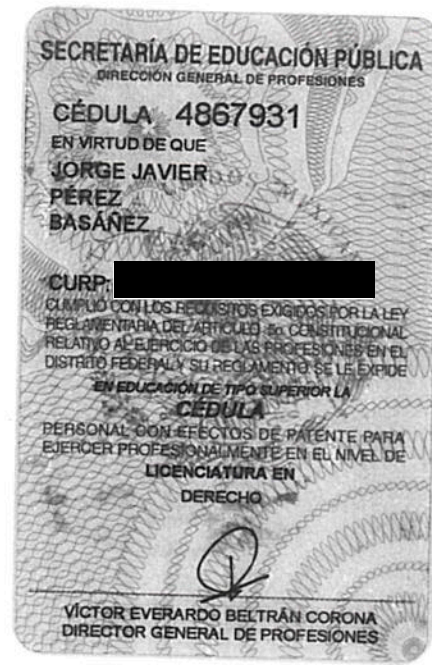 SECRETARÍA DE EDUCACIÓN PÚBLICA
DIRECCIÓN GENERAL DE PROFESIONES
CÉDULA 4867931
EN VIRTUD DE QUE
JORGE JAVIER
PÉREZ
BASÁÑEZ
CURP:
CUMPLIÓ CON LOS REQUISITOS EXIGIDOS POR LA LEY
REGLAMENTARIA DEL ARTÍCULO 5o. CONSTITUCIONAL
RELATIVO AL EJERCICIO DE LAS PROFESIONES EN EL
DISTRITO FEDERAL Y SU REGLAMENTO SE LE EXPIDE
EN EDUCACIÓN DE TIPO SUPERIOR LA
CÉDULA
PERSONAL CON EFECTOS DE PATENTE PARA
EJERCER PROFESIONALMENTE EN EL NIVEL DE
LICENCIATURA EN
DERECHO
VÍCTOR EVERARDO BELTRÁN CORONA
DIRECTOR GENERAL DE PROFESIONES